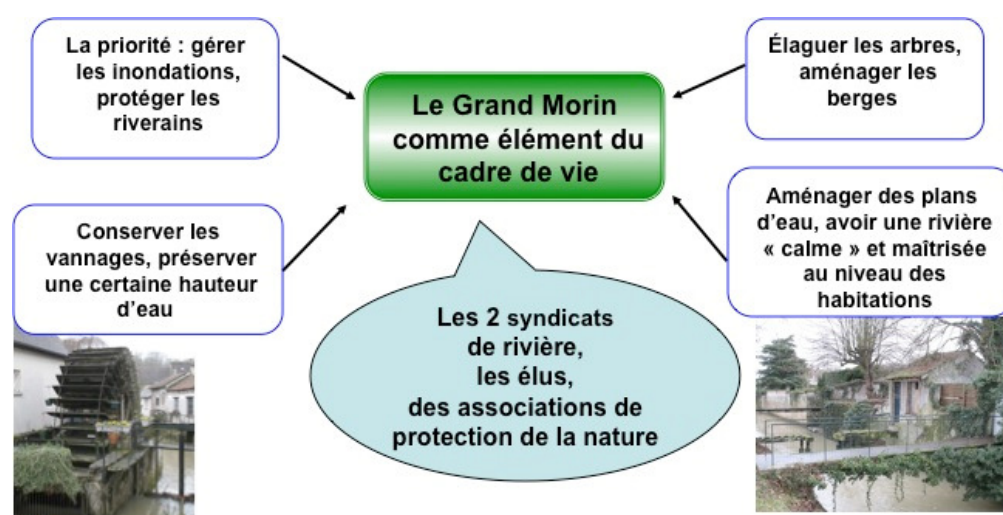 La priorité : gérer
les inondations,
protéger les
riverains
Élaguer les arbres,
aménager les
berges
Le Grand Morin
comme élément du
cadre de vie
Conserver les
vannages, préserver
une certaine hauteur
d’eau
Aménager des plans
d’eau, avoir une rivière
« calme » et maîtrisée
au niveau des
habitations
Les 2 syndicats
de rivière,
les élus,
des associations de
protection de la nature